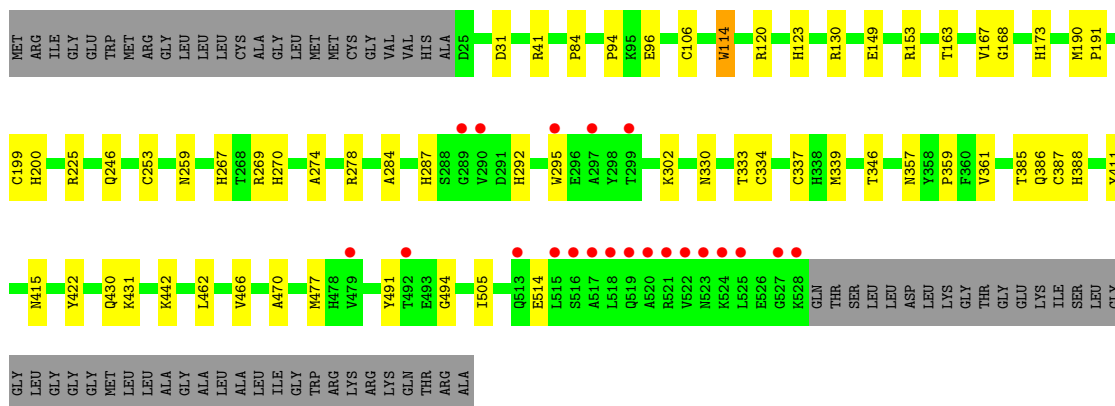 MET ARG ILE GLY GLU TRP MET ARG GLY LEU LEU LEU CYS ALA GLY LEU MET MET CYS GLY VAL VAL HIS ALA D25 D31 R41 P84 P94 K95 E96 C106 W114 R120 H123 R130 E149 R153 T163 V167 G168 H173 M190 P191
C199 H200 R225 Q246 C253 N259 H267 T268 R269 H270 A274 R278 A284 H287 S288 G289 V290 D291 H292 W295 E296 A297 Y298 T299 K302 N330 T333 C334 C337 H338 M339 T346 N357 Y358 P359 F360 V361 T385 Q386 C387 H388 Y411
N415 Y422 Q430 K431 K442 L462 V466 A470 M477 H478 V479 Y491 T492 E493 G494 I505 Q513 E514 L515 S516 A517 L518 Q519 A520 R521 V522 N523 K524 L525 E526 G527 K528 GLN THR SER LEU LEU ASP LEU LYS GLY THR GLY GLU LYS ILE SER LEU GLY
GLY LEU GLY GLY GLY MET LEU LEU ALA GLY ALA LEU ALA LEU ILE GLY TRP ARG LYS ARG LYS GLN THR ARG ALA